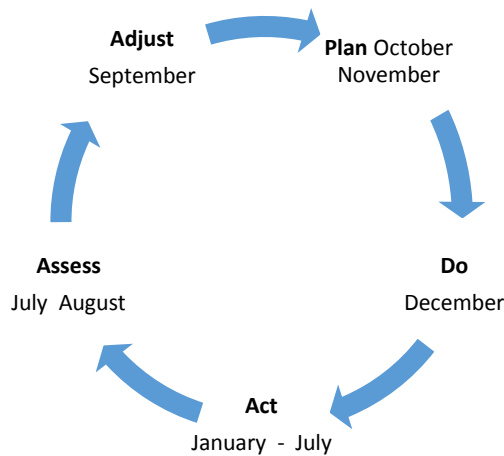 Adjust
September
Plan October
November
Do
December
Act
January - July
Assess
July August